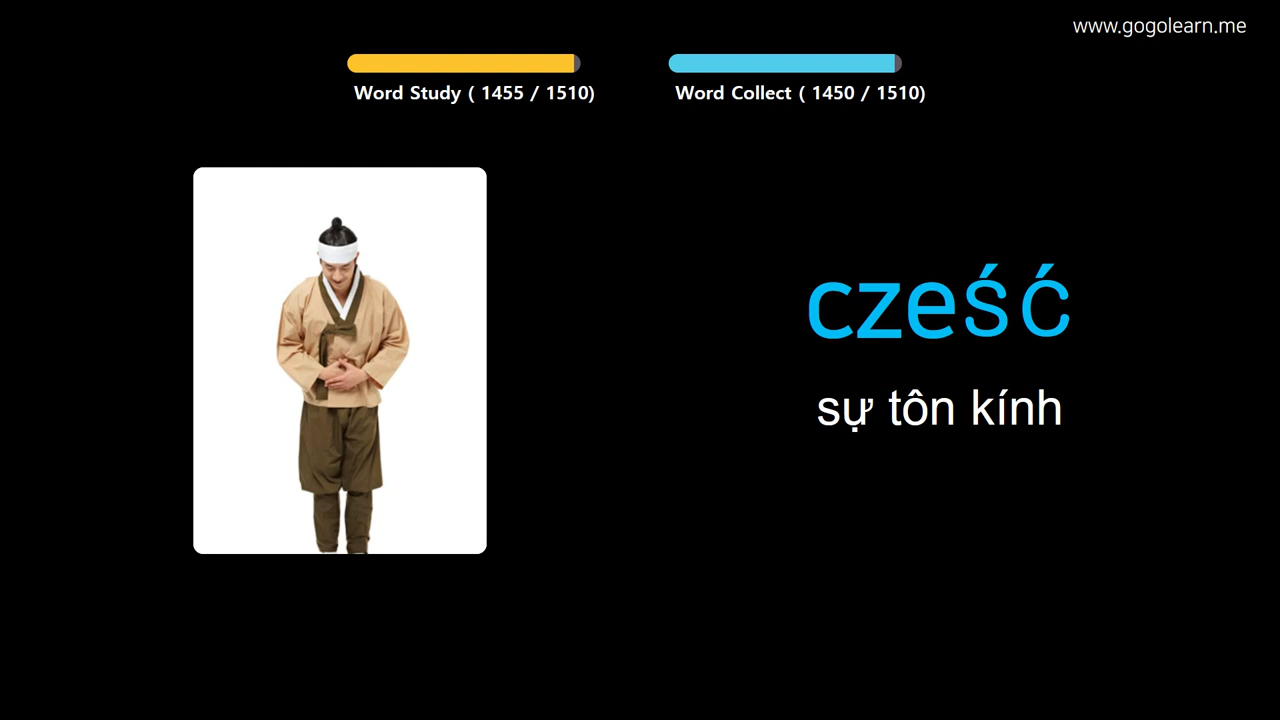 www.gogolearn.me
Word Study ( 1455 / 1510)
Word Collect ( 1450 / 1510)
cześć
sự tôn kính